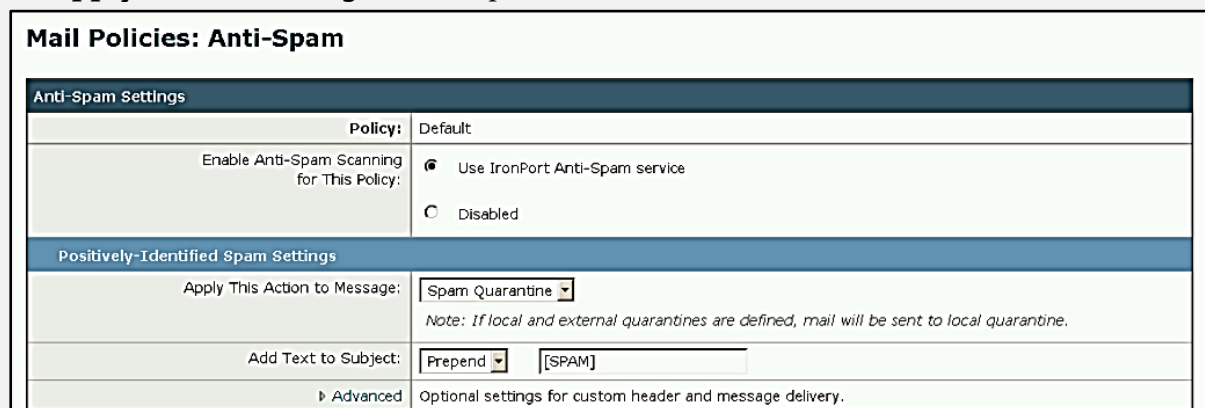 Mail Policies: Anti-Spam
Anti-Spam Settings
Policy: Default
Enable Anti-Spam Scanning
for This Policy:
Use IronPort Anti-Spam service
Disabled
Positively-Identified Spam Settings
Apply This Action to Message: Spam Quarantine
Note: If local and external quarantines are defined, mail will be sent to local quarantine.
Add Text to Subject: Prepend [SPAM]
Advanced Optional settings for custom header and message delivery.